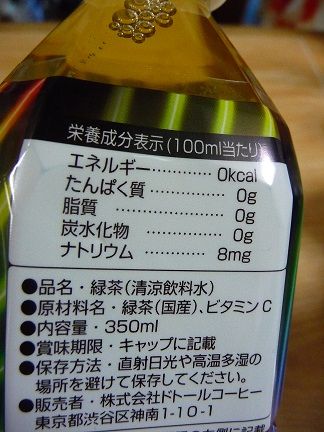 栄養成分表示(100ml当たり)
エネルギー………… 0kcal
たんぱく質………… 0g
脂質 ………… 0g
炭水化物 ………… 0g
ナトリウム ………… 8mg
●品名・緑茶(清涼飲料水)
●原材料名・緑茶(国産)、ビタミンC
●内容量・350ml
●賞味期限・キャップに記載
●保存方法・直射日光や高温多湿の
場所を避けて保存してください。
●販売者・株式会社ドトールコーヒー
東京都渋谷区神南1-10-1